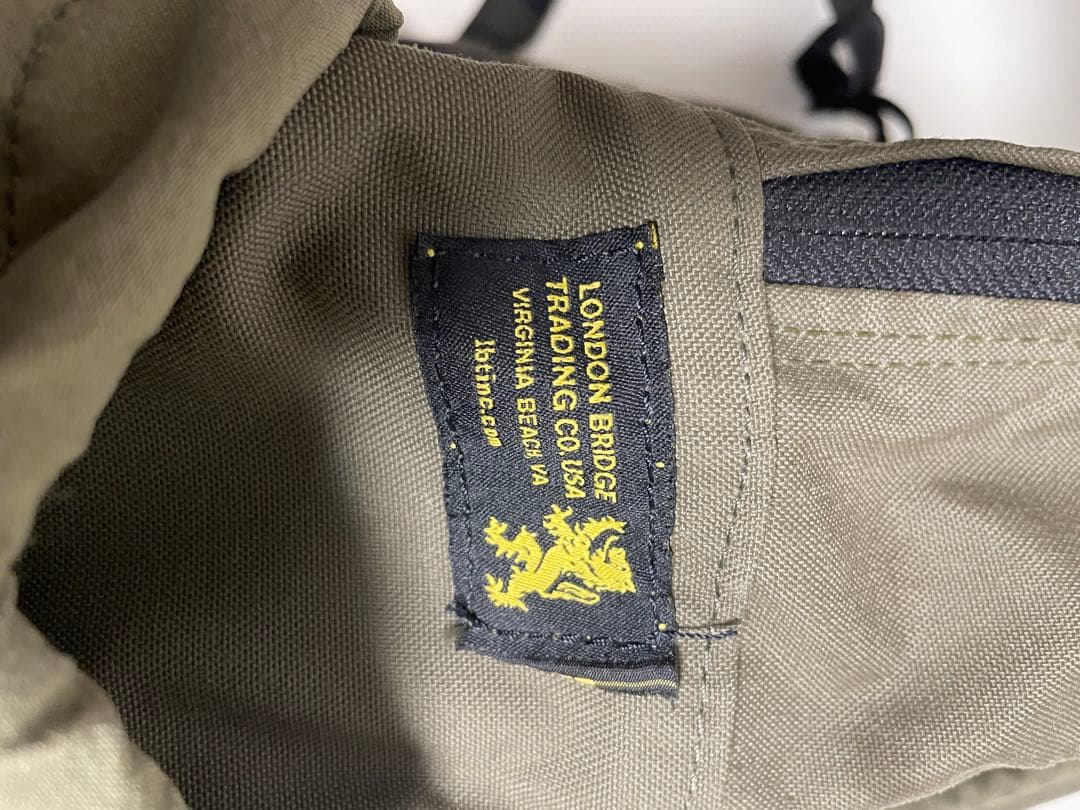 LONDON BRIDGE
TRADING CO. USA
VIRGINIA BEACH VA
lbtinc.com